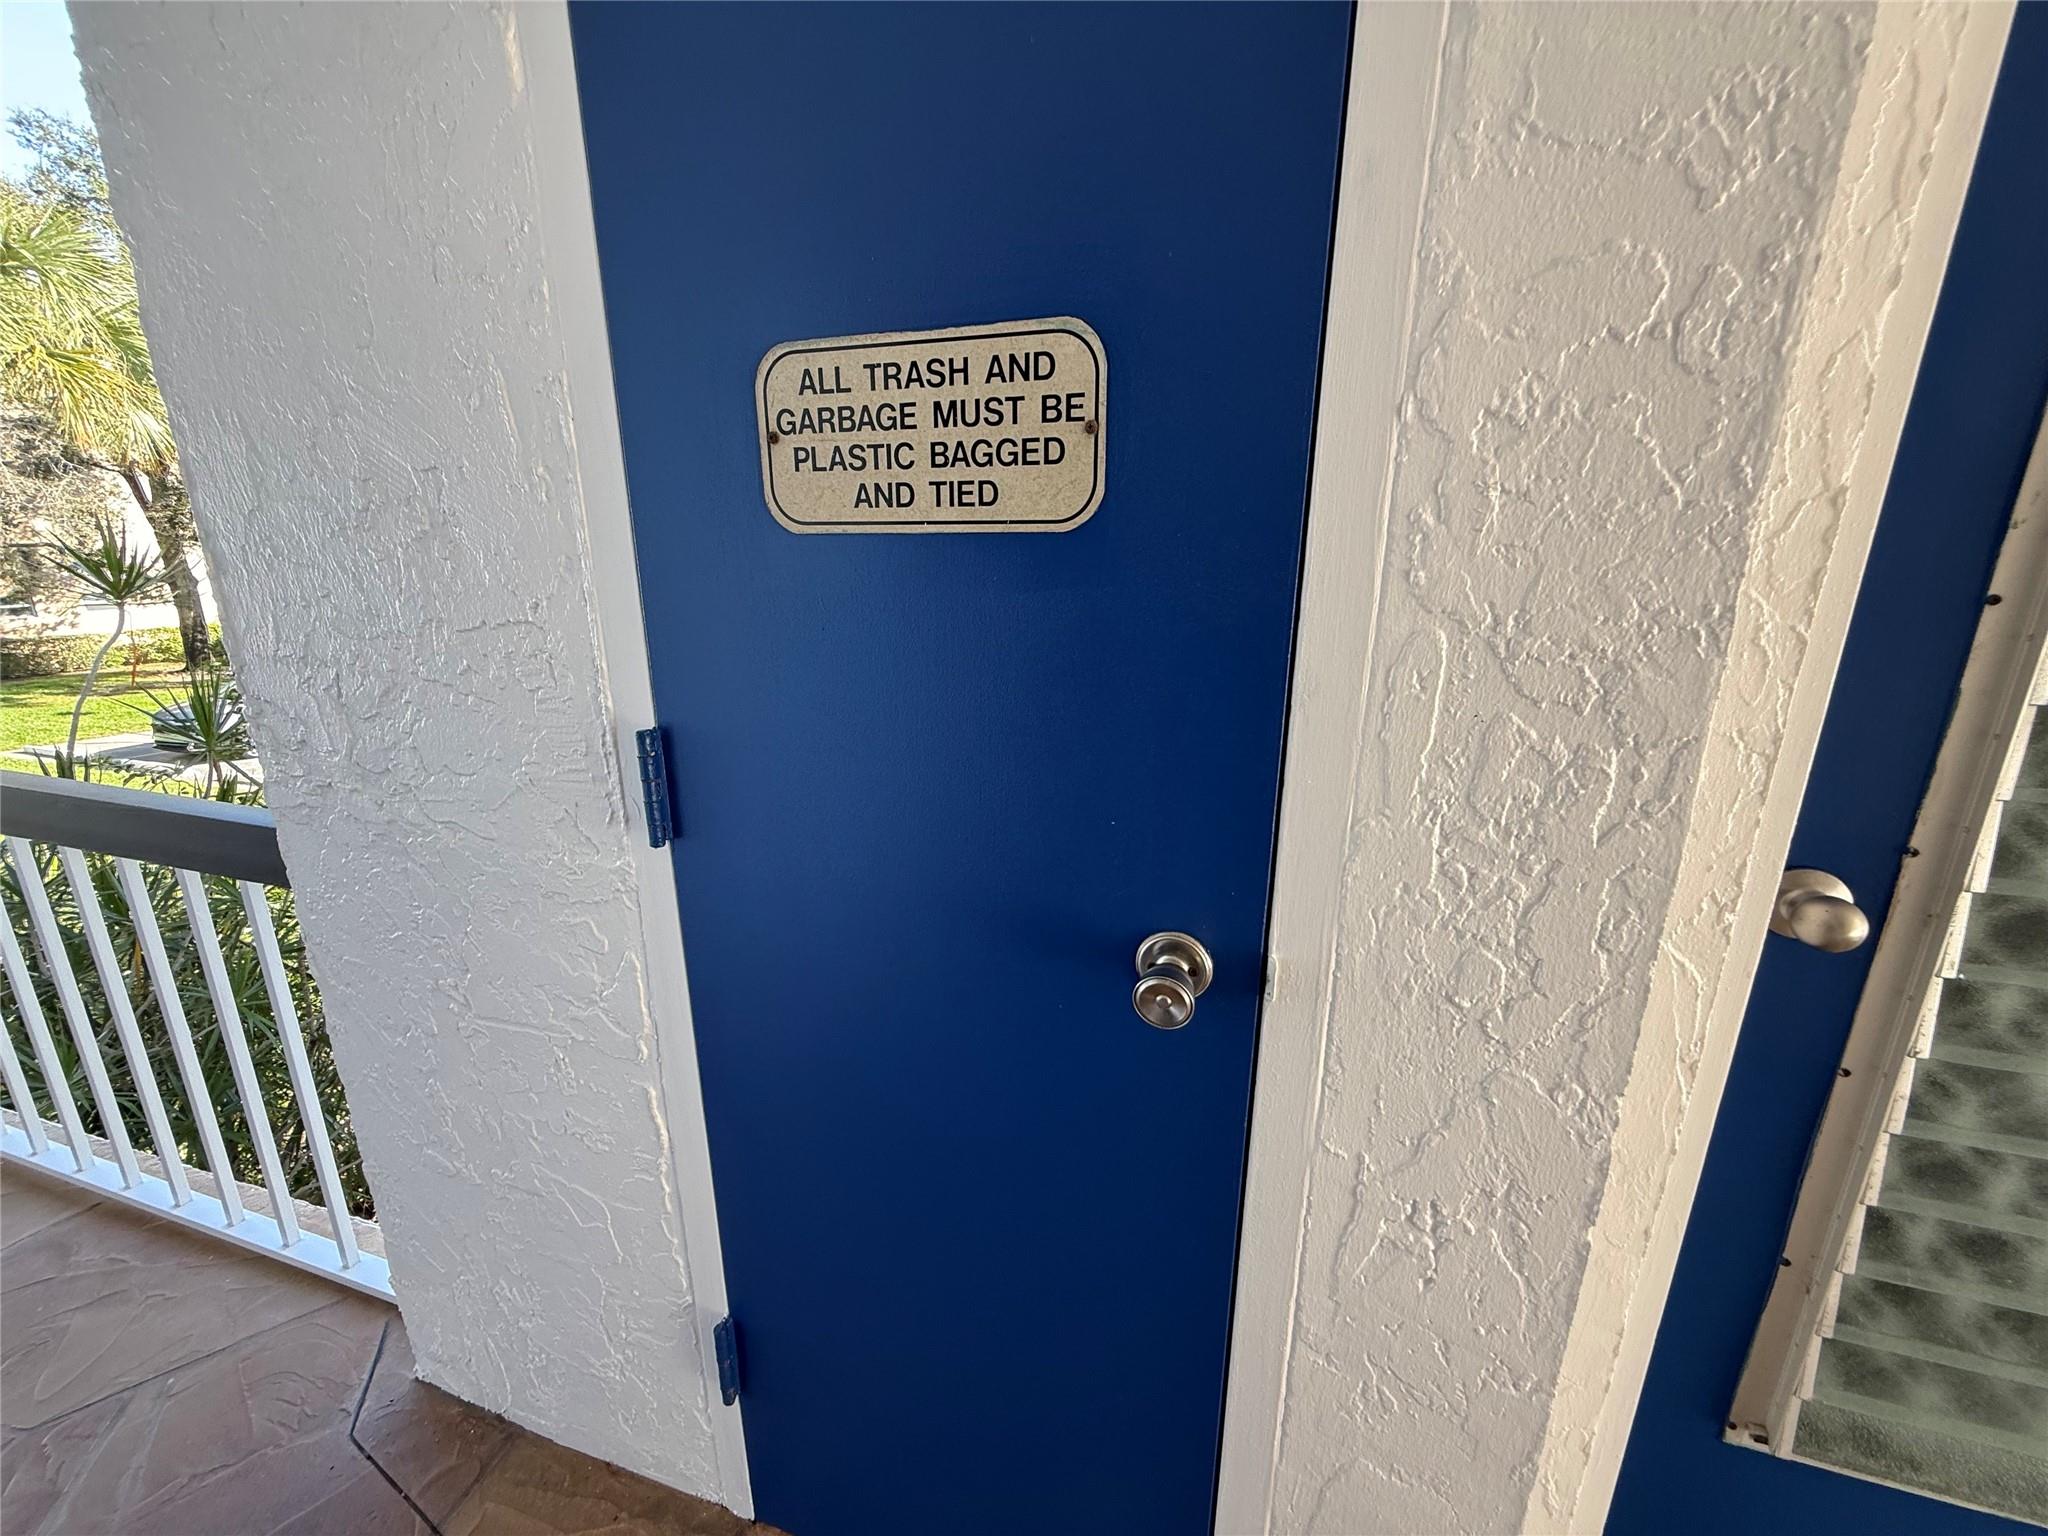 ALL TRASH AND
GARBAGE MUST BE
PLASTIC BAGGED
AND TIED